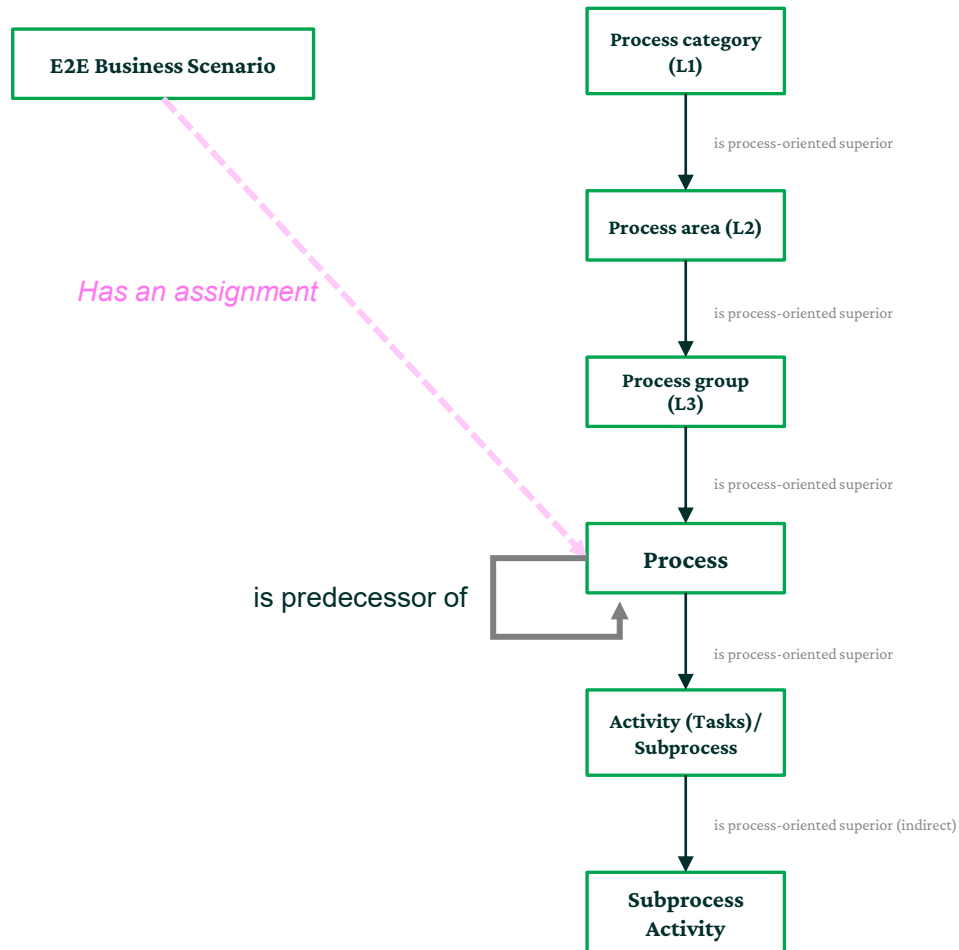 Process category
(L1)
E2E Business Scenario
is process-oriented superior
Process area (L2)
Has an assignment
is process-oriented superior
Process group
(L3)
is process-oriented superior
Process
is predecessor of
is process-oriented superior
Activity (Tasks)/
Subprocess
is process-oriented superior (indirect)
Subprocess
Activity